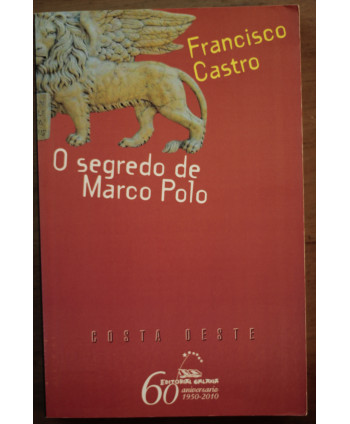 Francisco
Castro
O segredo de
Marco Polo
COSTA OESTE
EDITORIAL GALAXIA
60 aniversario
1950-2010